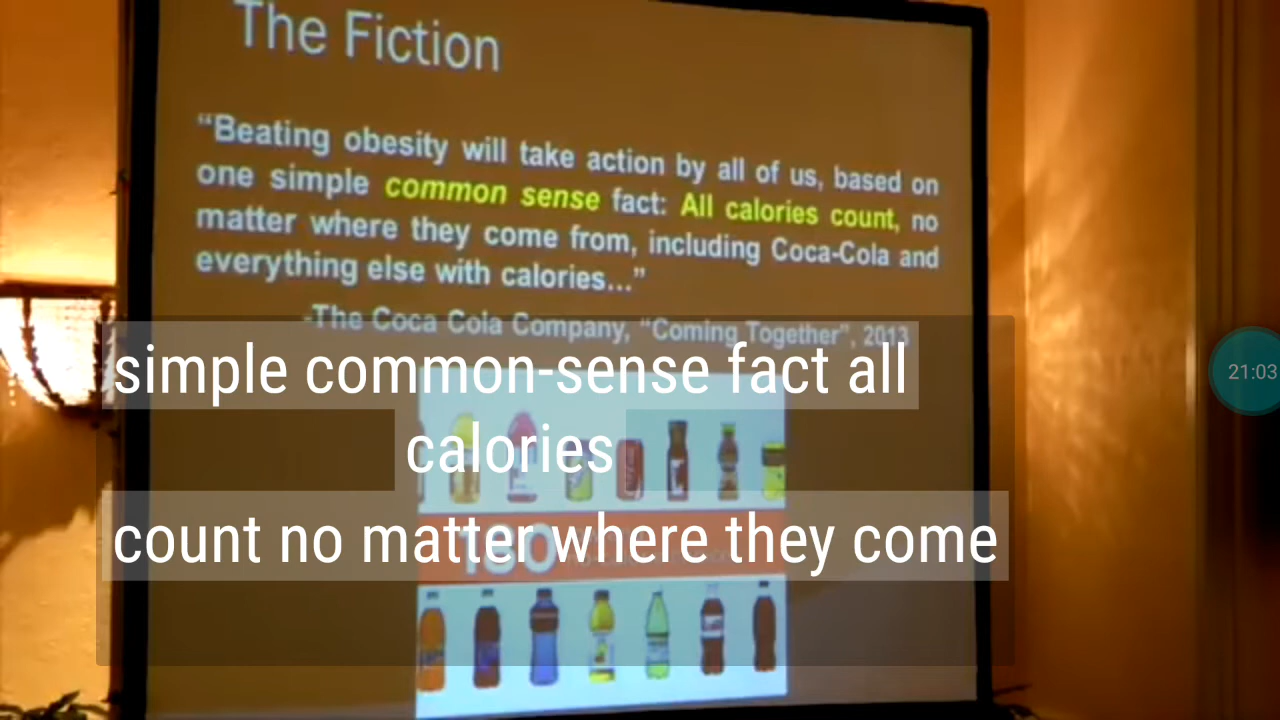 The Fiction
“Beating obesity will take action by all of us, based on
one simple common sense fact: All calories count, no
matter where they come from, including Coca-Cola and
everything else with calories...”
-The Coca Cola Company, “Coming Together”, 2013
simple common-sense fact all
calories
count no matter where they come
180
21:03